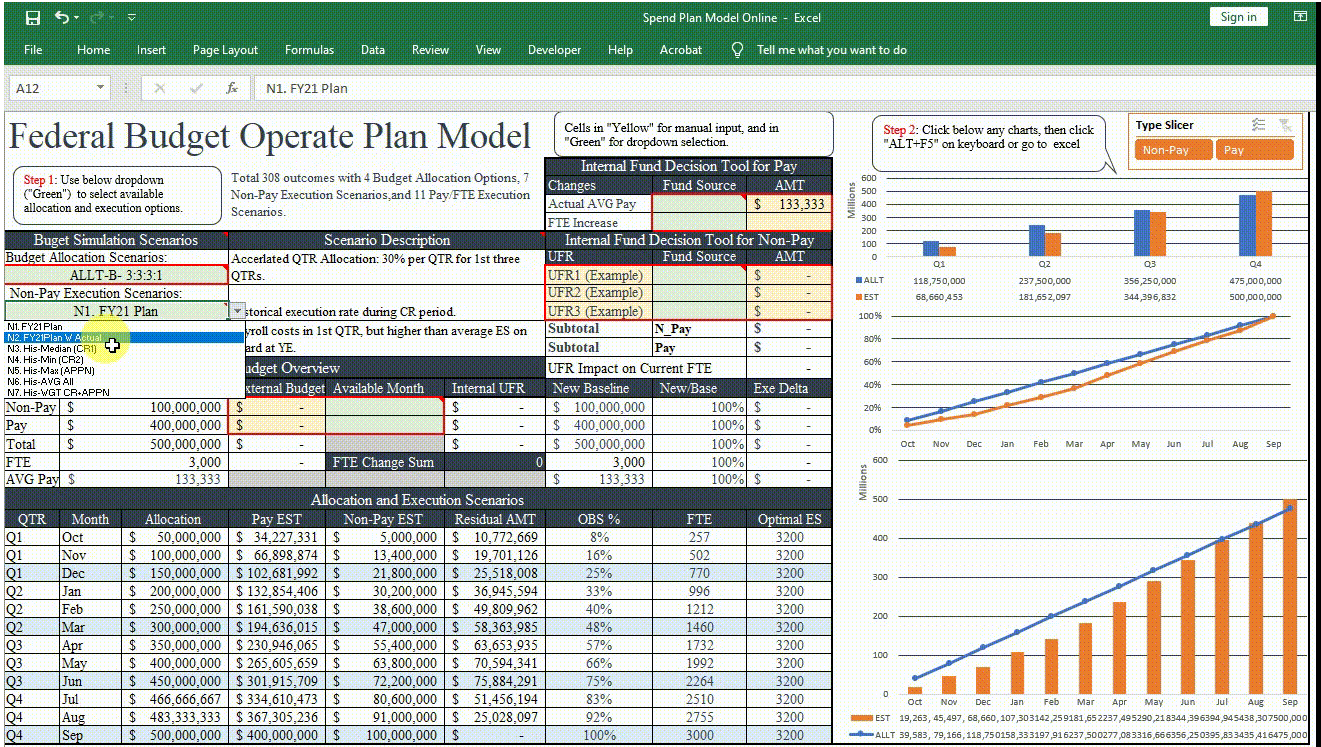 Spend Plan Model Online - Excel
Sign in
File Home Insert Page Layout Formulas Data Review View Developer Help Acrobat Tell me what you want to do
A12 fx N1. FY21 Plan
Federal Budget Operate Plan Model
Cells in "Yellow" for manual input, and in
"Green" for dropdown selection.
Step 2: Click below any charts, then click
"ALT+F5" on keyboard or go to excel
Type Slicer
Non-Pay Pay
Step 1: Use below dropdown
("Green") to select available
allocation and execution options.
Total 308 outcomes with 4 Budget Allocation Options, 7
Non-Pay Execution Scenarios,and 11 Pay/FTE Execution
Scenarios.
Internal Fund Decision Tool for Pay
Changes Fund Source AMT
Actual AVG Pay $ 133,333
FTE Increase
Buget Simulation Scenarios Scenario Description Internal Fund Decision Tool for Non-Pay
Budget Allocation Scenarios:
ALLT-B- 3:3:3:1
Accerlated QTR Allocation: 30% per QTR for 1st three
QTRs.
UFR Fund Source AMT
UFR1 (Example) $ -
UFR2 (Example) $ -
UFR3 (Example) $ -
Subtotal N_Pay $ -
Subtotal Pay $ -
UFR Impact on Current FTE -
Non-Pay Execution Scenarios:
N1. FY21 Plan
storical execution rate during CR period.
yroll costs in 1st QTR, but higher than average ES on
ard at YE.
N1. FY21Plan
N2. FY21Plan W Actual
N3. His-Median (CR1)
N4. His-Min (CR2)
N5. His-Max (APPN)
N6. His-AVG All
N7. His-WGT CR+APPN
udget Overview
xternal Budget Available Month Internal UFR New Baseline New/Base Exe Delta
Non-Pay $ 100,000,000 $ - $ - $ 100,000,000 100% $ -
Pay $ 400,000,000 $ - $ - $ 400,000,000 100% $ -
Total $ 500,000,000 $ - $ - $ 500,000,000 100% $ -
FTE 3,000 - FTE Change Sum 0 3,000 100% -
AVG Pay $ 133,333 $ 133,333 100% $ -
Allocation and Execution Scenarios
QTR Month Allocation Pay EST Non-Pay EST Residual AMT OBS % FTE Optimal ES
Q1 Oct $ 50,000,000 $ 34,227,331 $ 5,000,000 $ 10,772,669 8% 257 3200
Q1 Nov $ 100,000,000 $ 66,898,874 $ 13,400,000 $ 19,701,126 16% 502 3200
Q1 Dec $ 150,000,000 $ 102,681,992 $ 21,800,000 $ 25,518,008 25% 770 3200
Q2 Jan $ 200,000,000 $ 132,854,406 $ 30,200,000 $ 36,945,594 33% 996 3200
Q2 Feb $ 250,000,000 $ 161,590,038 $ 38,600,000 $ 49,809,962 40% 1212 3200
Q2 Mar $ 300,000,000 $ 194,636,015 $ 47,000,000 $ 58,363,985 48% 1460 3200
Q3 Apr $ 350,000,000 $ 230,946,065 $ 55,400,000 $ 63,653,935 57% 1732 3200
Q3 May $ 400,000,000 $ 265,605,659 $ 63,800,000 $ 70,594,341 66% 1992 3200
Q3 Jun $ 450,000,000 $ 301,915,709 $ 72,200,000 $ 75,884,291 75% 2264 3200
Q4 Jul $ 466,666,667 $ 334,610,473 $ 80,600,000 $ 51,456,194 83% 2510 3200
Q4 Aug $ 483,333,333 $ 367,305,236 $ 91,000,000 $ 25,028,097 92% 2755 3200
Q4 Sep $ 500,000,000 $ 400,000,000 $ 100,000,000 $ - 100% 3000 3200
Millions
600
500
400
300
200
100
0
Q1 Q2 Q3 Q4
ALLT 118,750,000 237,500,000 356,250,000 475,000,000
EST 68,660,453 181,652,097 344,396,832 500,000,000
100%
80%
60%
40%
20%
0%
Oct Nov Dec Jan Feb Mar Apr May Jun Jul Aug Sep
Millions
600
500
400
300
200
100
0
Oct Nov Dec Jan Feb Mar Apr May Jun Jul Aug Sep
EST 19,263, 45,497, 68,660,
ALLT 39,583, 79,166,